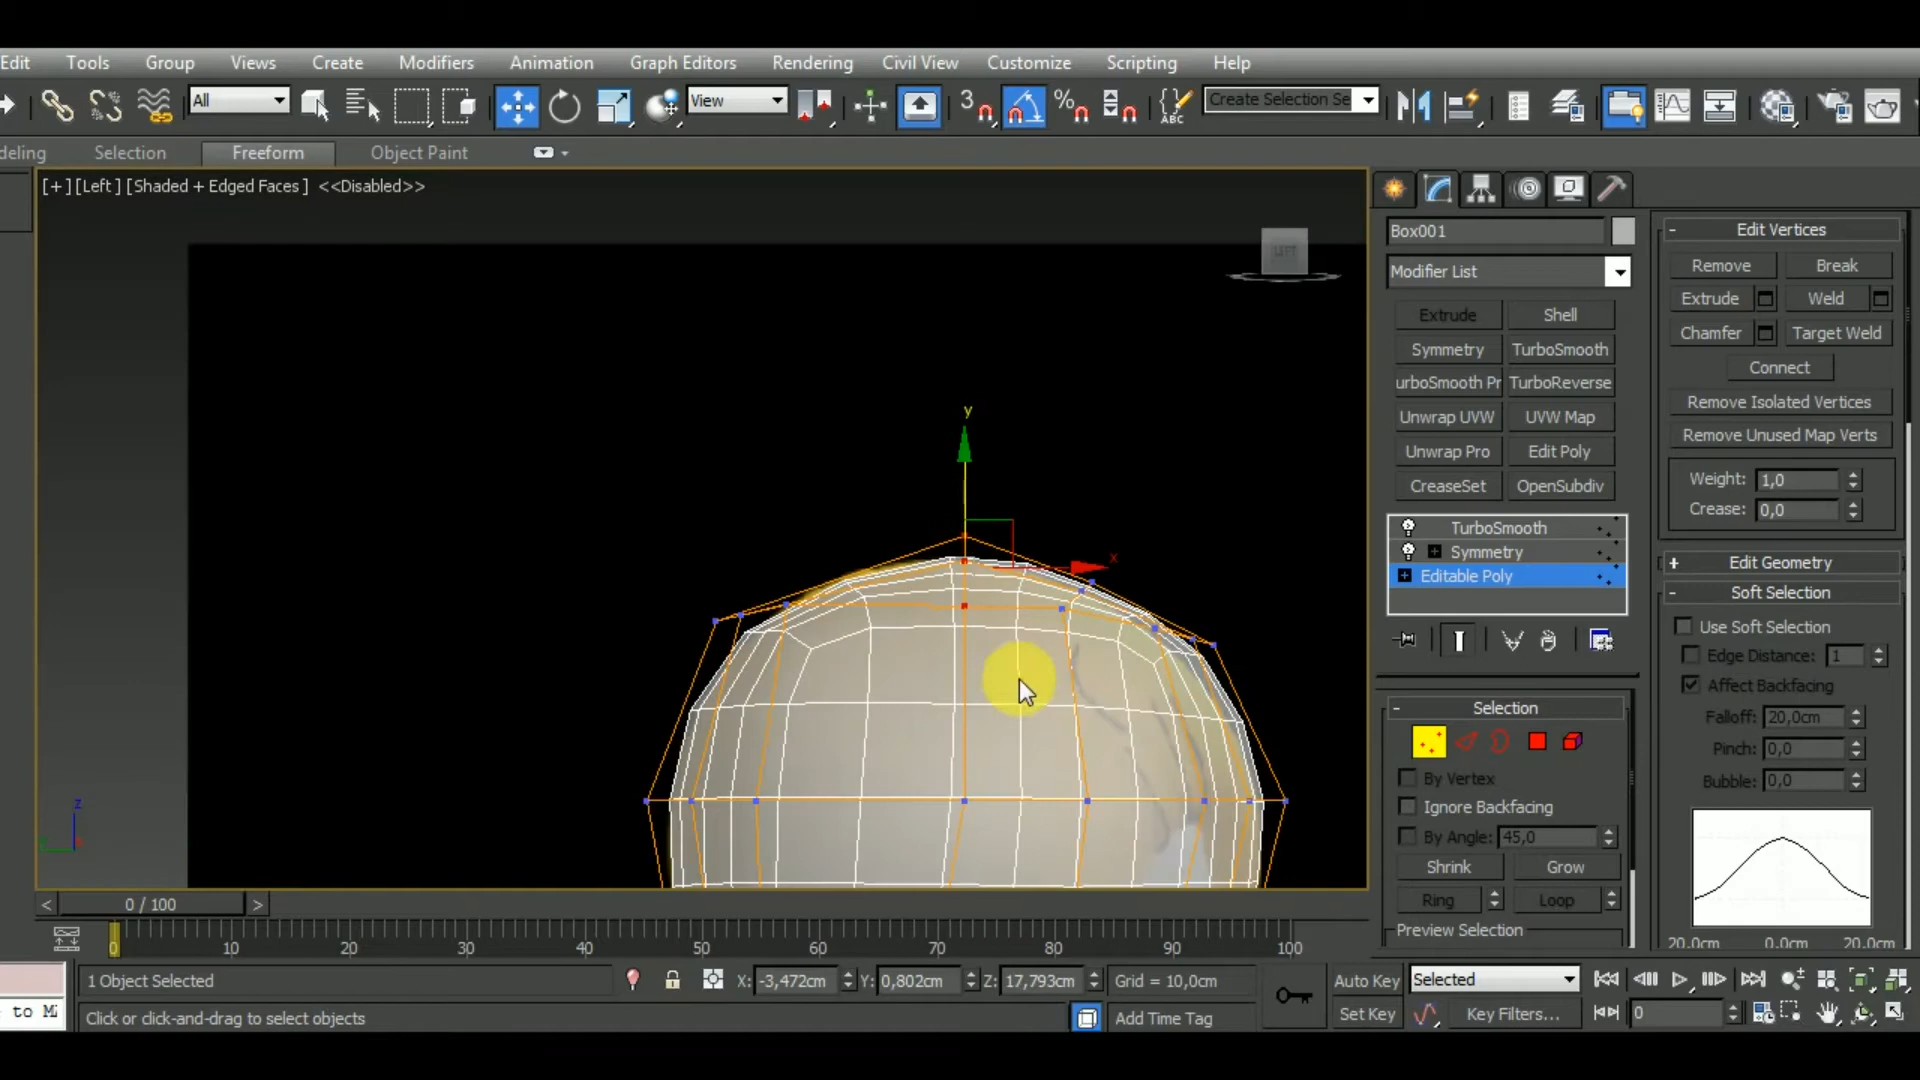 Edit Tools Group Views Create Modifiers Animation Graph Editors Rendering Civil View Customize Scripting Help
All View 3 % ABC Create Selection Se
deling Selection Freeform Object Paint
[+][Left][Shaded + Edged Faces] <<Disabled>>
LEFT
y
x
z
Box001
Modifier List
Extrude Shell
Symmetry TurboSmooth
urboSmooth Pr TurboReverse
Unwrap UVW UVW Map
Unwrap Pro Edit Poly
CreaseSet OpenSubdiv
TurboSmooth
Symmetry
Editable Poly
- Selection
By Vertex
Ignore Backfacing
By Angle: 45,0
Shrink Grow
Ring Loop
Preview Selection
- Edit Vertices
Remove Break
Extrude Weld
Chamfer Target Weld
Connect
Remove Isolated Vertices
Remove Unused Map Verts
Weight: 1,0
Crease: 0,0
+ Edit Geometry
- Soft Selection
Use Soft Selection
Edge Distance: 1
Affect Backfacing
Falloff: 20,0cm
Pinch: 0,0
Bubble: 0,0
20.0cm 0.0cm 20.0cm
< 0 / 100 >
0 10 20 30 40 50 60 70 80 90 100
1 Object Selected X: -3,472cm Y: 0,802cm Z: 17,793cm Grid = 10,0cm Auto Key Selected
to Mi Click or click-and-drag to select objects Add Time Tag Set Key Key Filters... 0